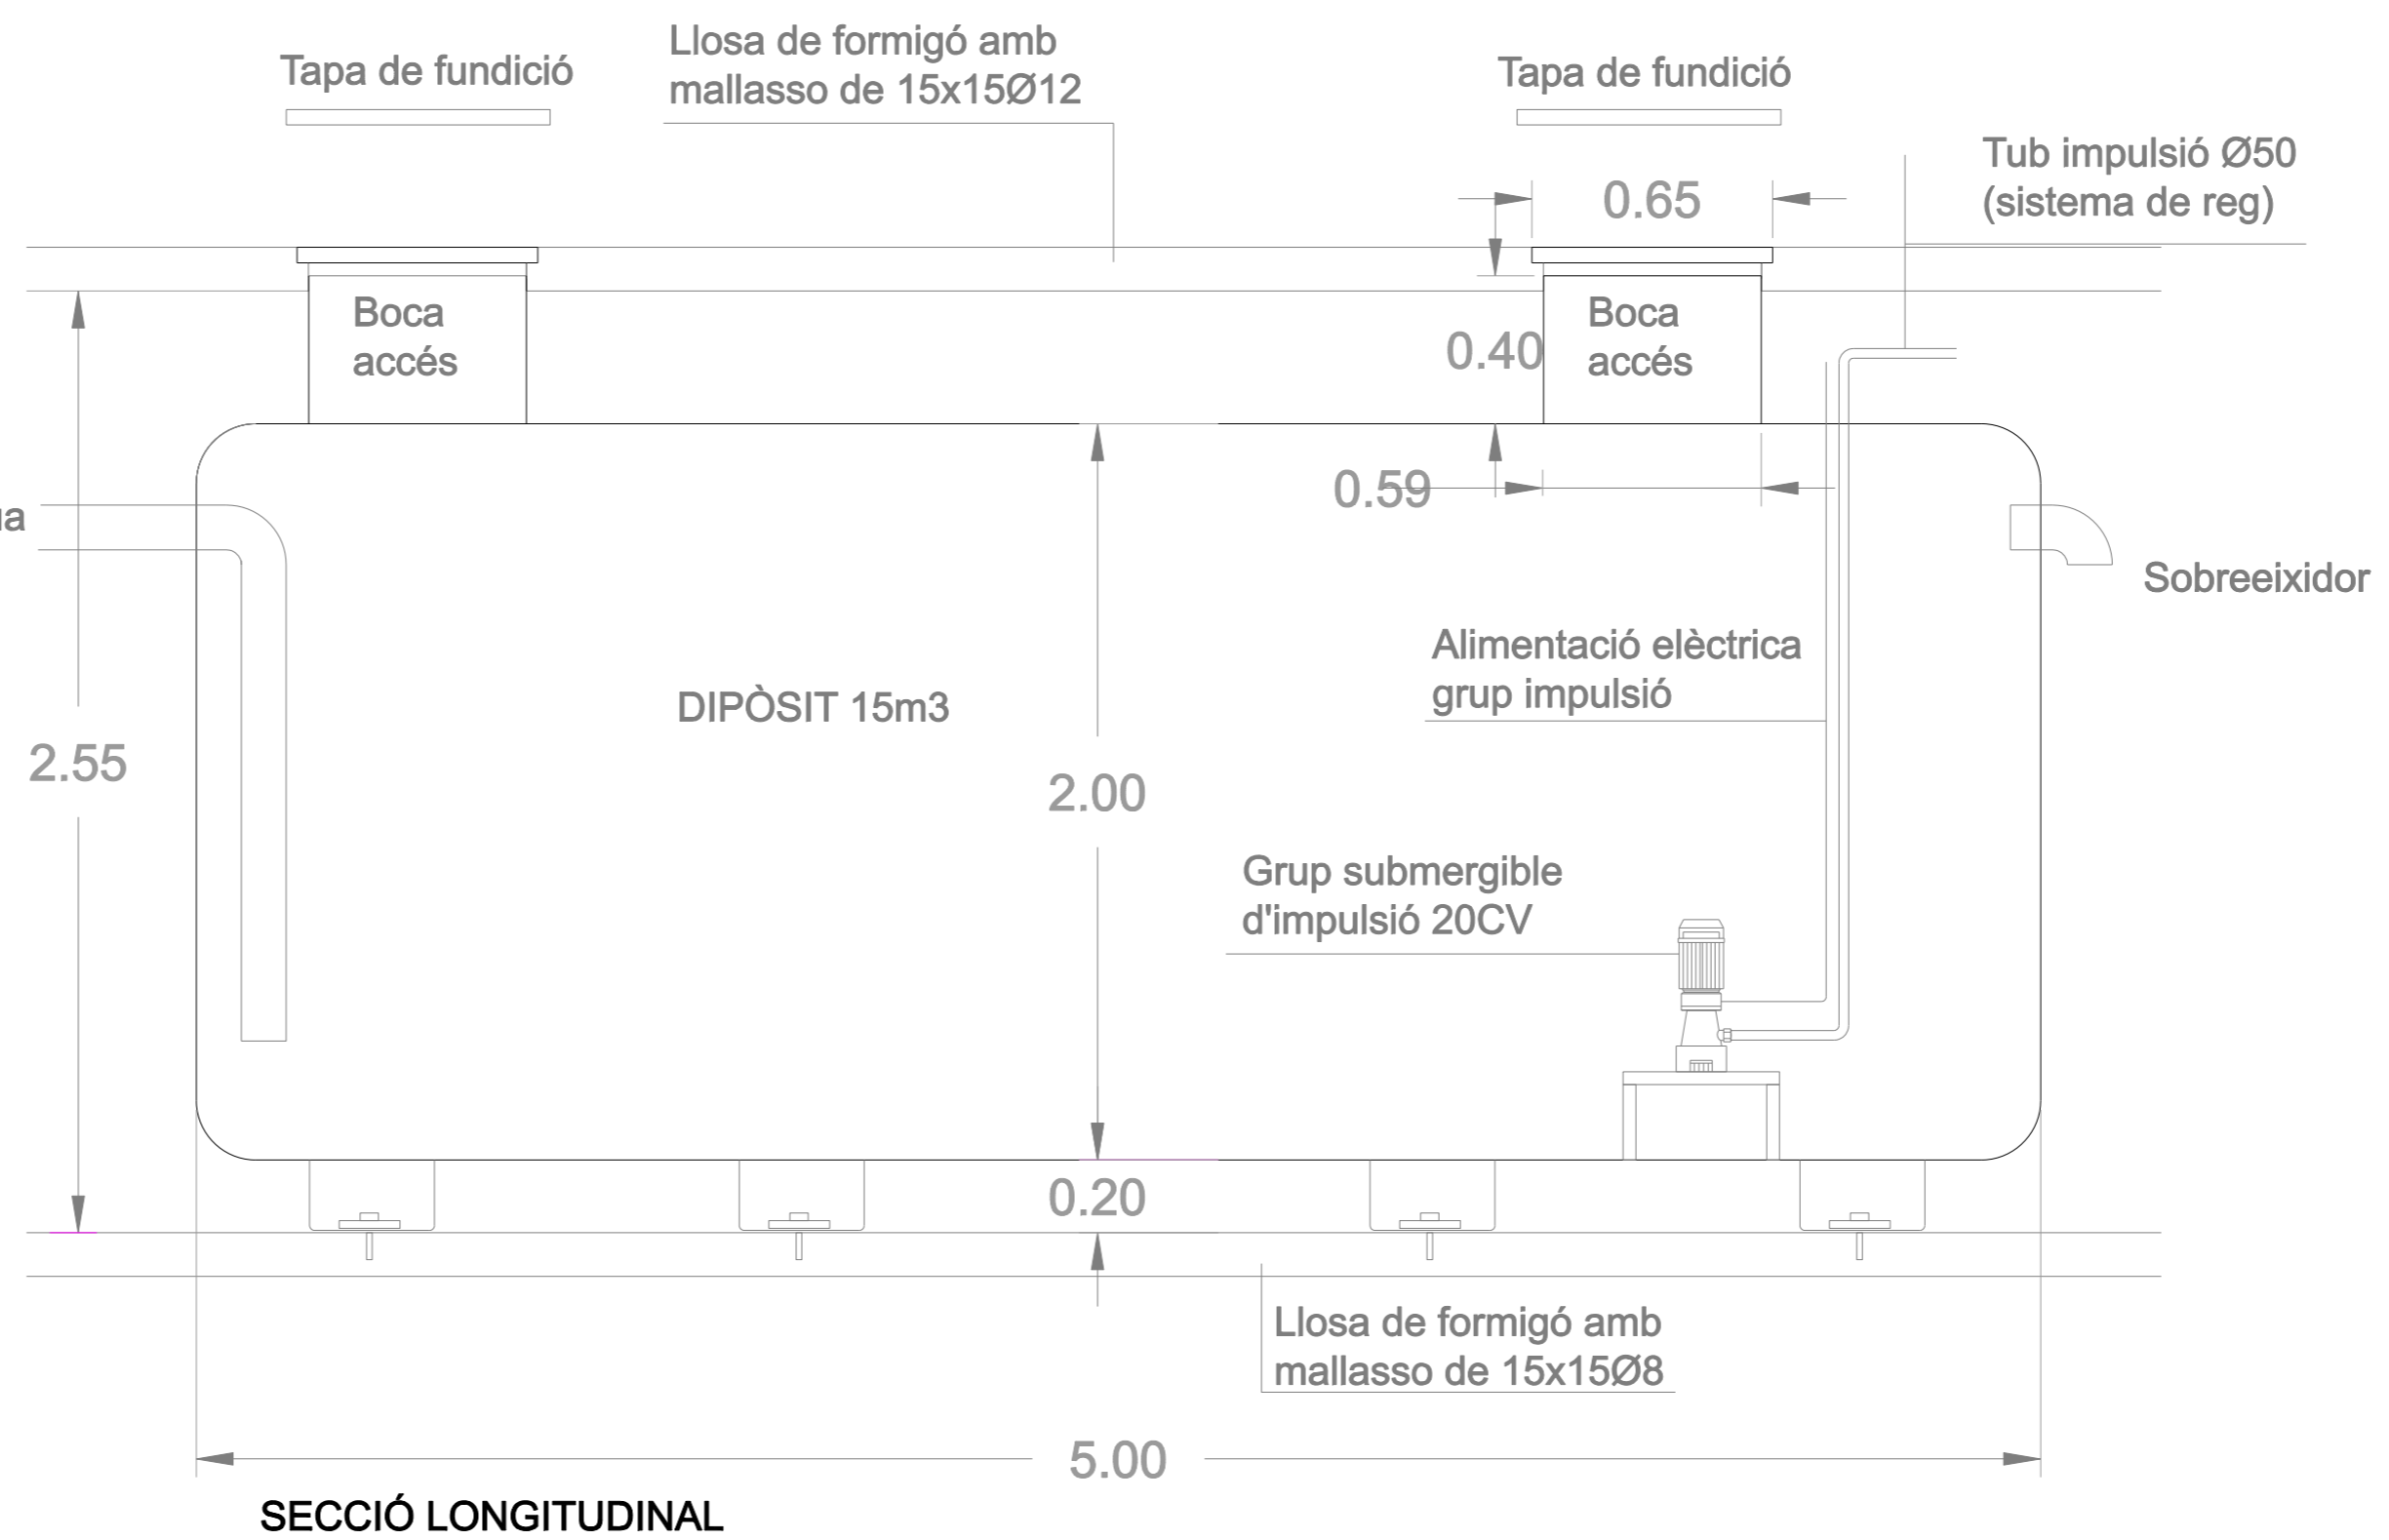 Tapa de fundició
Llosa de formigó amb
mallasso de 15x15Ø12
Tapa de fundició
Tub impulsió Ø50
(sistema de reg)
0.65
Boca
accés
0.40
Boca
accés
0.59
Sobreeixidor
Alimentació elèctrica
grup impulsió
DIPÒSIT 15m3
2.55
2.00
Grup submergible
d'impulsió 20CV
0.20
Llosa de formigó amb
mallasso de 15x15Ø8
5.00
SECCIÓ LONGITUDINAL